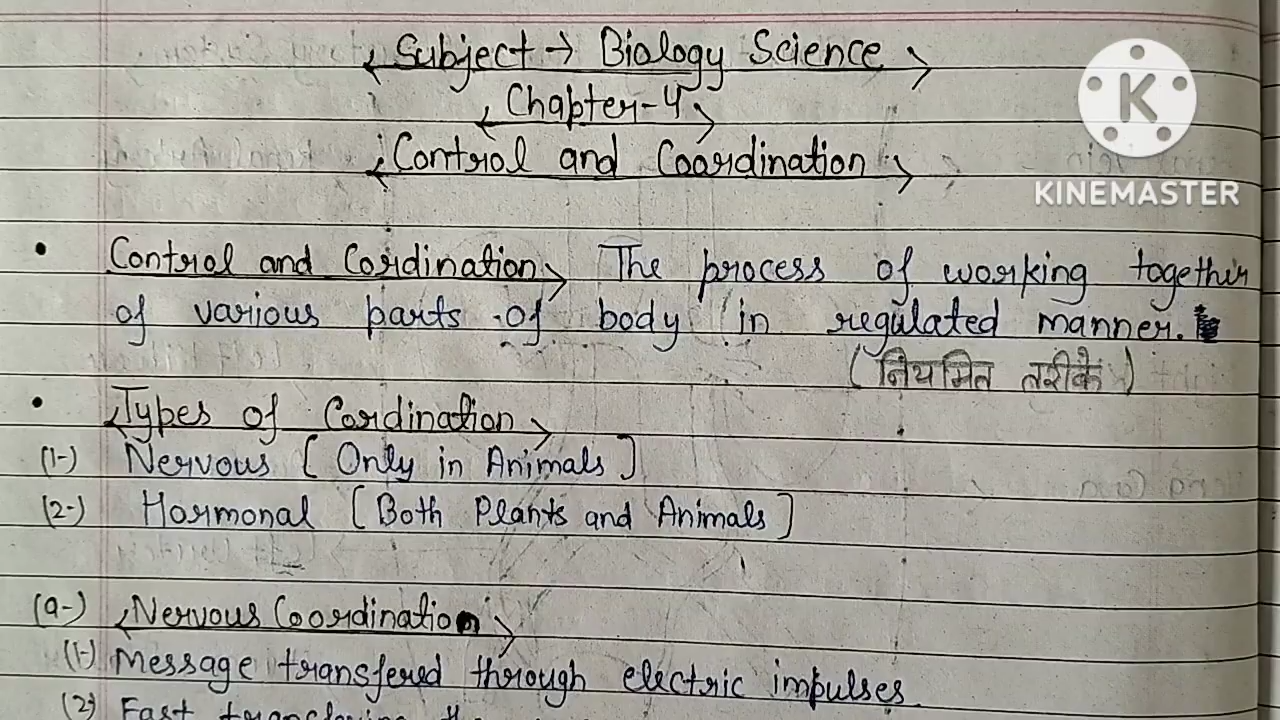 Subject → Biology Science
Chapter-4
Control and Coordination
K
KINEMASTER
• Control and Cordination → The process of working together
of various parts of body in regulated manner.
(नियमित तरीके)
• Types of Cordination
(1-) Nervous [Only in Animals]
(2-) Hormonal [Both Plants and Animals]
(a-) Nervous Coordination
(1-) Message transfered through electric impulses
(2) Fast